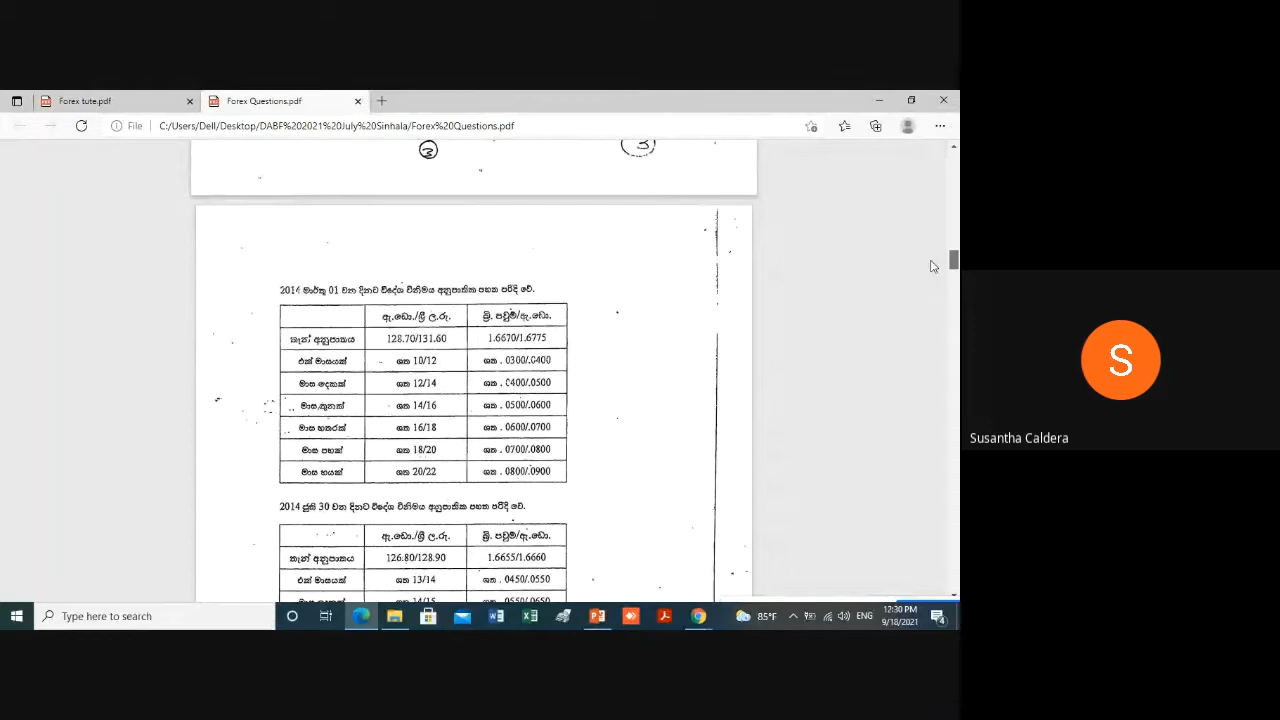 Forex tute.pdf
Forex Questions.pdf
File C:/Users/Dell/Desktop/DABF%202021%20July%20Sinhala/Forex%20Questions.pdf
3 3
2014 මාර්තු 01 වන දිනට විදේශ විනිමය අනුපාතික පහත පරිදි වේ.
ඇ.ඩො./ශ්‍රී ල.රු. බ්‍රි. පවුම්/ඇ.ඩො.
තැන් අනුපාතය 128.70/131.60 1.6670/1.6775
එක් මාසයක් ශත 10/12 ශත . 0300/.0400
මාස දෙකක් ශත 12/14 ශත . 0400/.0500
මාස තුනක් ශත 14/16 ශත . 0500/.0600
මාස හතරක් ශත 16/18 ශත . 0600/.0700
මාස පහක් ශත 18/20 ශත . 0700/.0800
මාස හයක් ශත 20/22 ශත . 0800/.0900
2014 ජුනි 30 වන දිනට විදේශ විනිමය අනුපාතික පහත පරිදි වේ.
ඇ.ඩො./ශ්‍රී ල.රු. බ්‍රි. පවුම්/ඇ.ඩො.
තැන් අනුපාතය 126.80/128.90 1.6655/1.6660
එක් මාසයක් ශත 13/14 ශත . 0450/.0550
S
Susantha Caldera
Type here to search
85°F
ENG
12:30 PM
9/18/2021
4